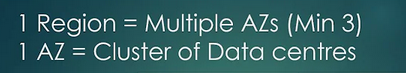 1 Region = Multiple AZs (Min 3)
1 AZ = Cluster of Data centres